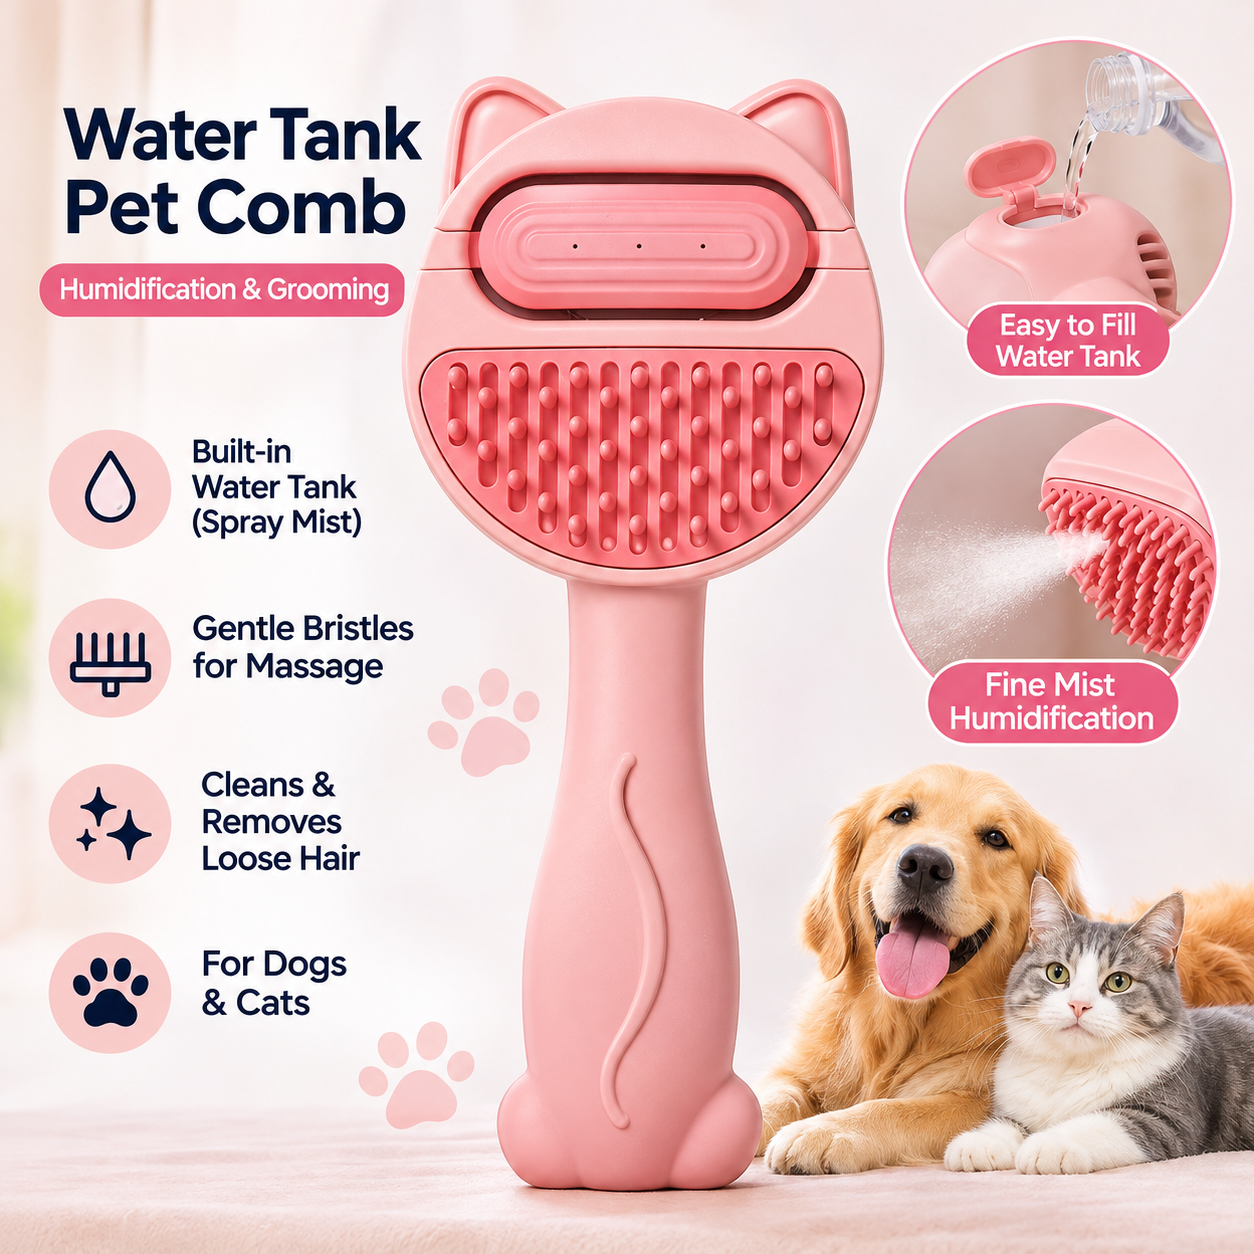 Water Tank
Pet Comb
Humidification & Grooming
Built-in
Water Tank
(Spray Mist)
Gentle Bristles
for Massage
Cleans &
Removes
Loose Hair
For Dogs
& Cats
Easy to Fill
Water Tank
Fine Mist
Humidification